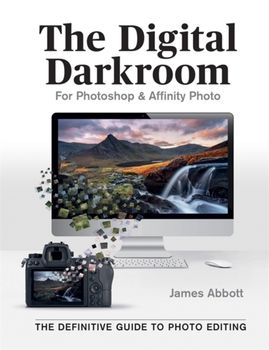 The Digital
Darkroom
For Photoshop & Affinity Photo
James Abbott
THE DEFINITIVE GUIDE TO PHOTO EDITING